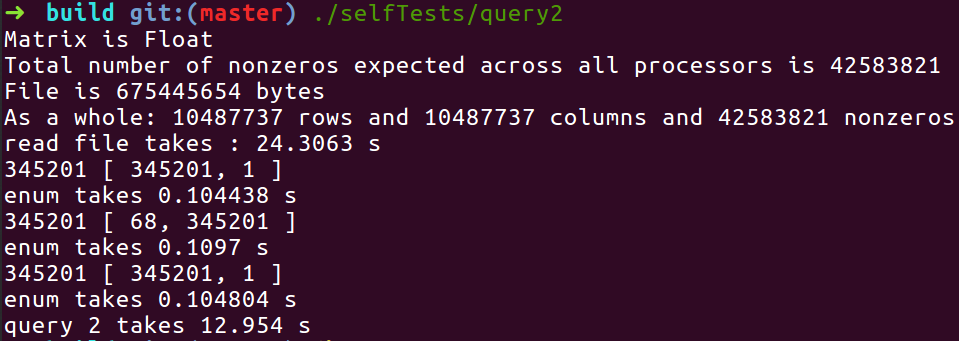 ➜ build git:(master) ./selfTests/query2
Matrix is Float
Total number of nonzeros expected across all processors is 42583821
File is 675445654 bytes
As a whole: 10487737 rows and 10487737 columns and 42583821 nonzeros
read file takes : 24.3063 s
345201 [ 345201, 1 ]
enum takes 0.104438 s
345201 [ 68, 345201 ]
enum takes 0.1097 s
345201 [ 345201, 1 ]
enum takes 0.104804 s
query 2 takes 12.954 s